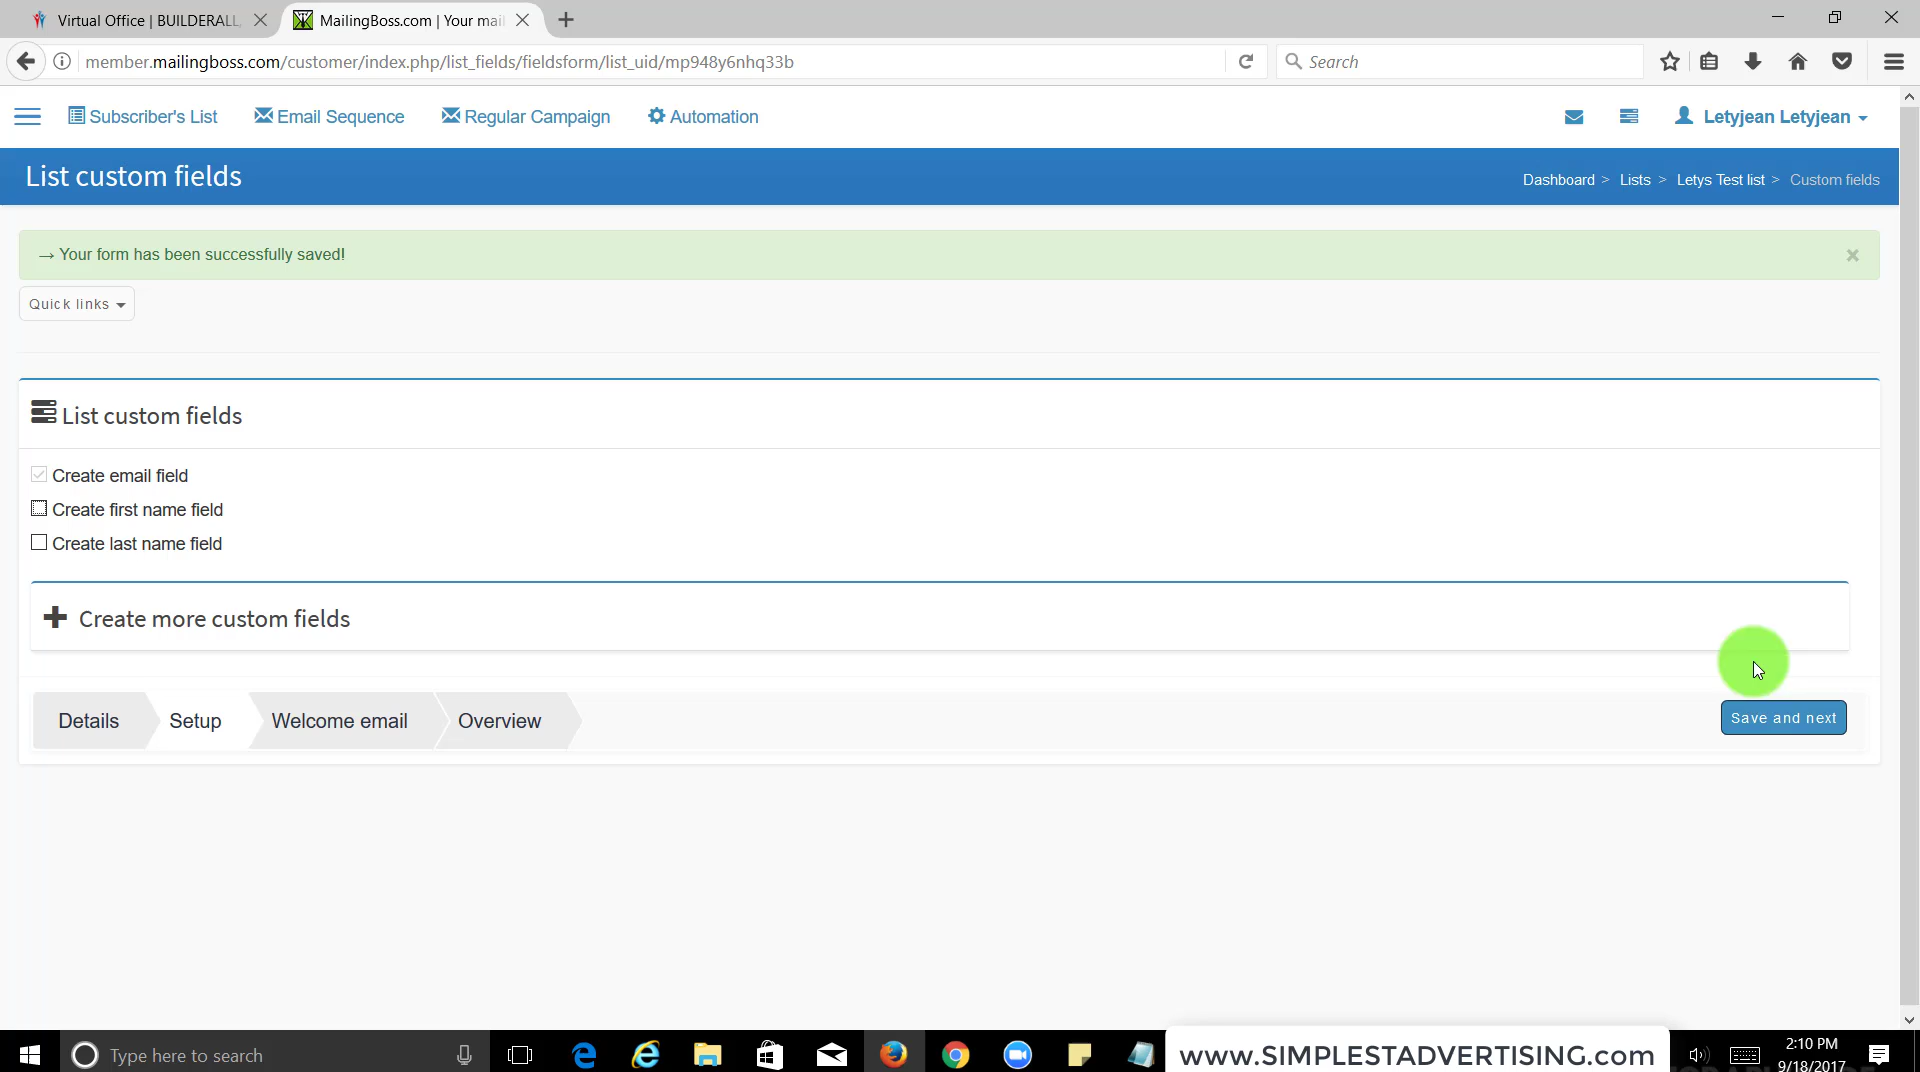 Virtual Office | BUILDERALL
MailingBoss.com | Your mai
member.mailingboss.com/customer/index.php/list_fields/fieldsform/list_uid/mp948y6nhq33b
Search
Subscriber's List
Email Sequence
Regular Campaign
Automation
Letyjean Letyjean
List custom fields
Dashboard > Lists > Letys Test list > Custom fields
→ Your form has been successfully saved!
×
Quick links
List custom fields
Create email field
Create first name field
Create last name field
Create more custom fields
Details
Setup
Welcome email
Overview
Save and next
Type here to search
www.SIMPLESTADVERTISING.com
2:10 PM
9/18/2017